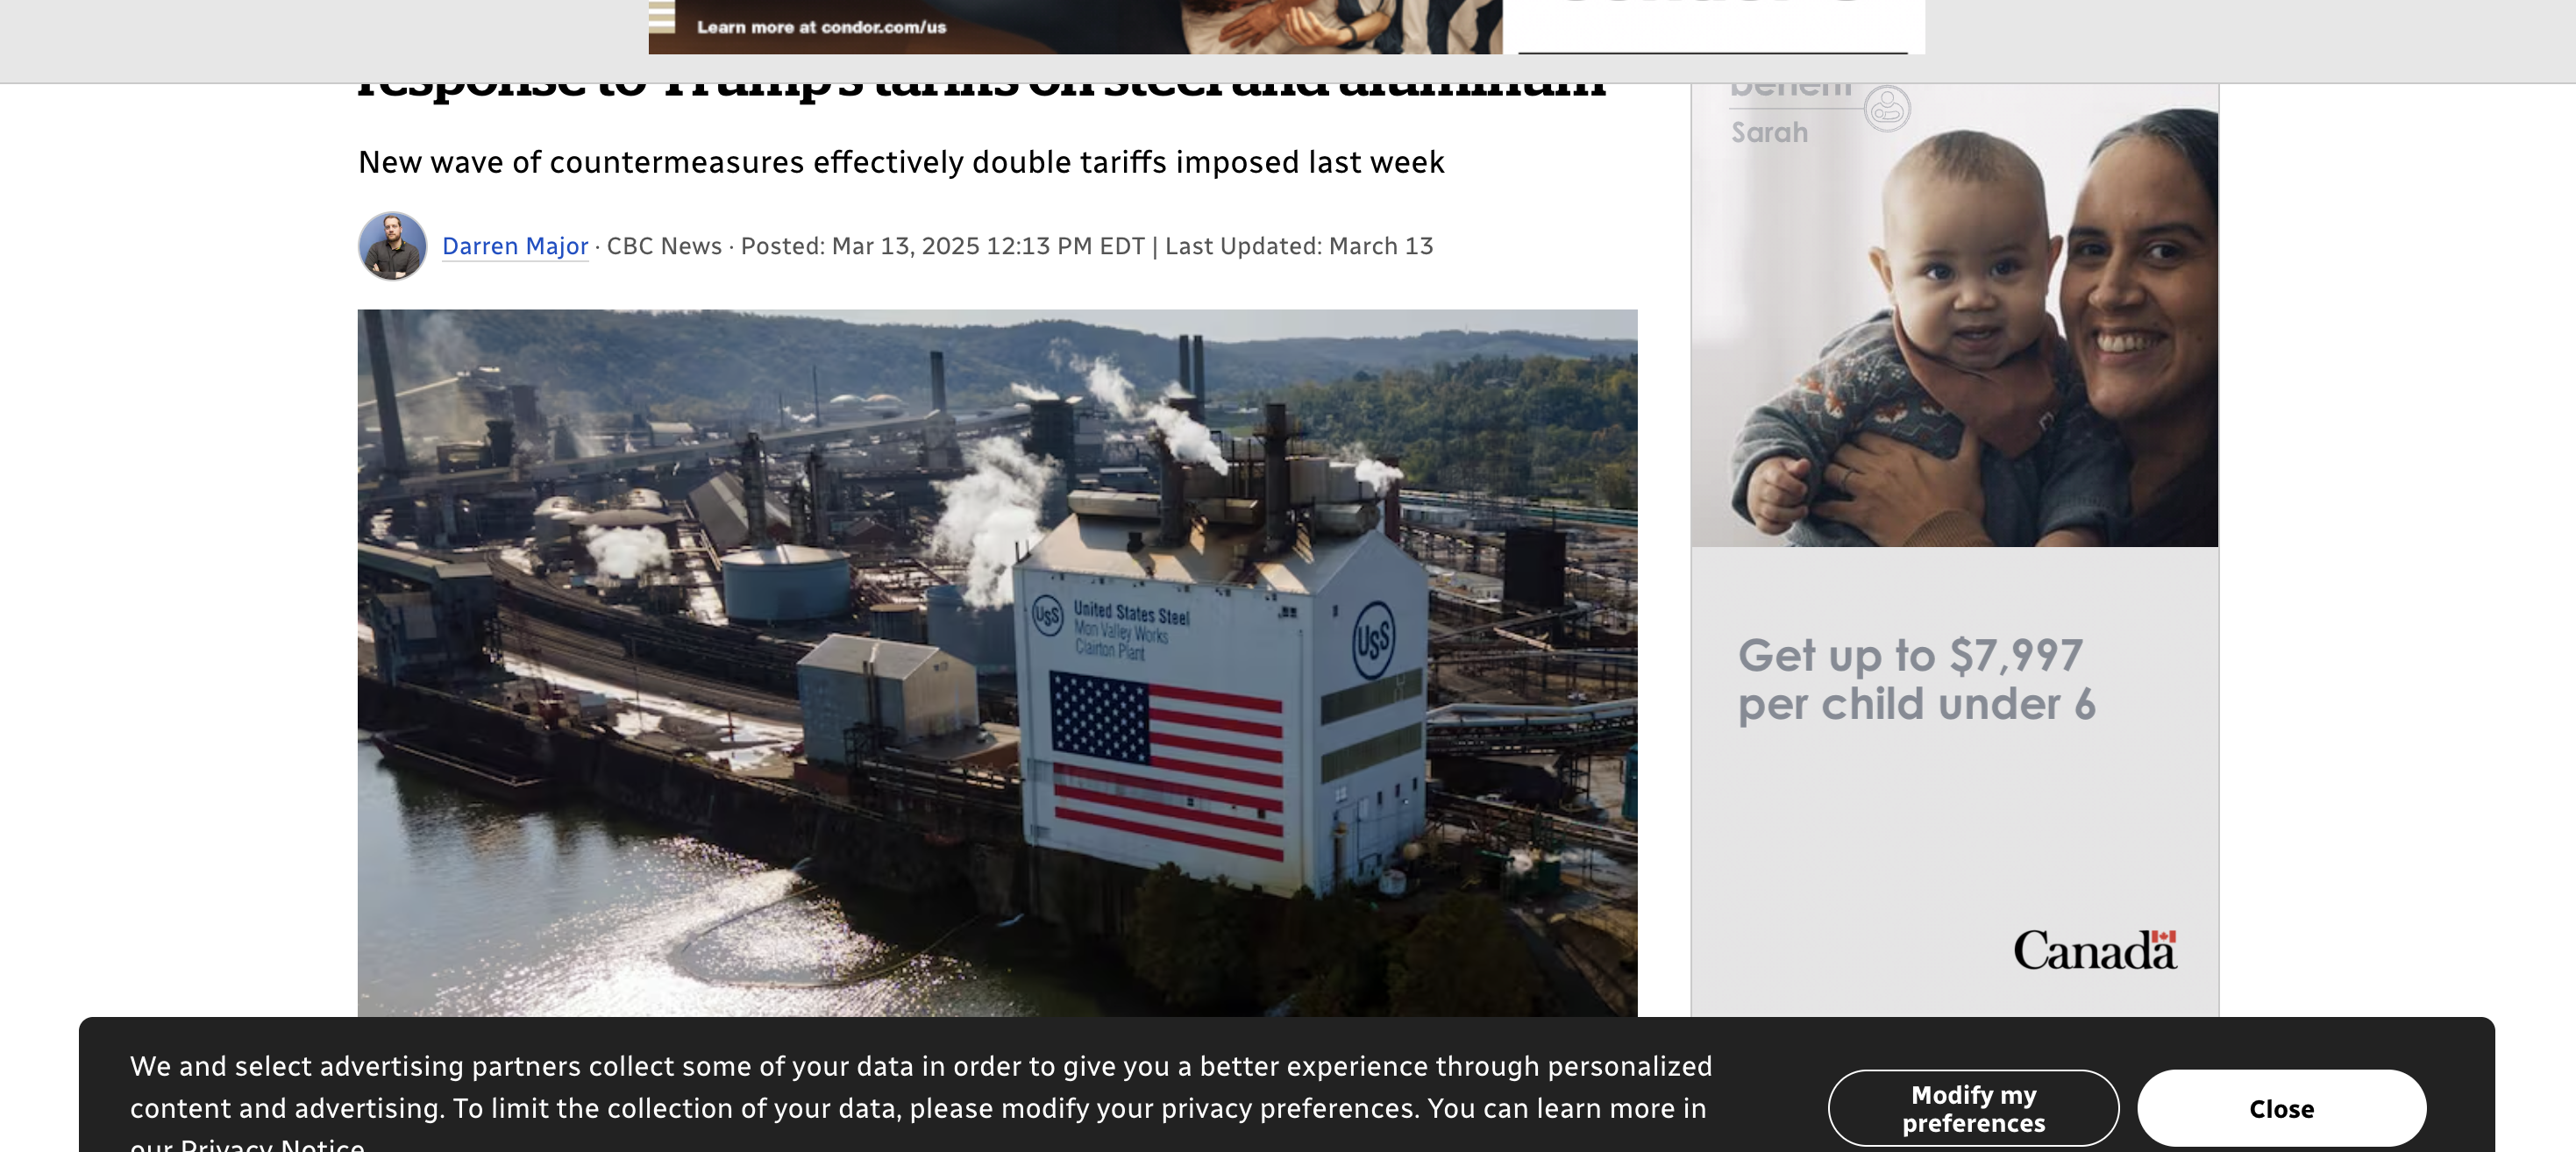 Learn more at condor.com/us
response to Trump's tariffs on steel and aluminum
New wave of countermeasures effectively double tariffs imposed last week
Darren Major · CBC News · Posted: Mar 13, 2025 12:13 PM EDT | Last Updated: March 13
United States Steel
Mon Valley Works
Clairton Plant
USS
USS
benefit
Sarah
Get up to $7,997
per child under 6
Canada
We and select advertising partners collect some of your data in order to give you a better experience through personalized
content and advertising. To limit the collection of your data, please modify your privacy preferences. You can learn more in
our Privacy Notice
Modify my
preferences
Close